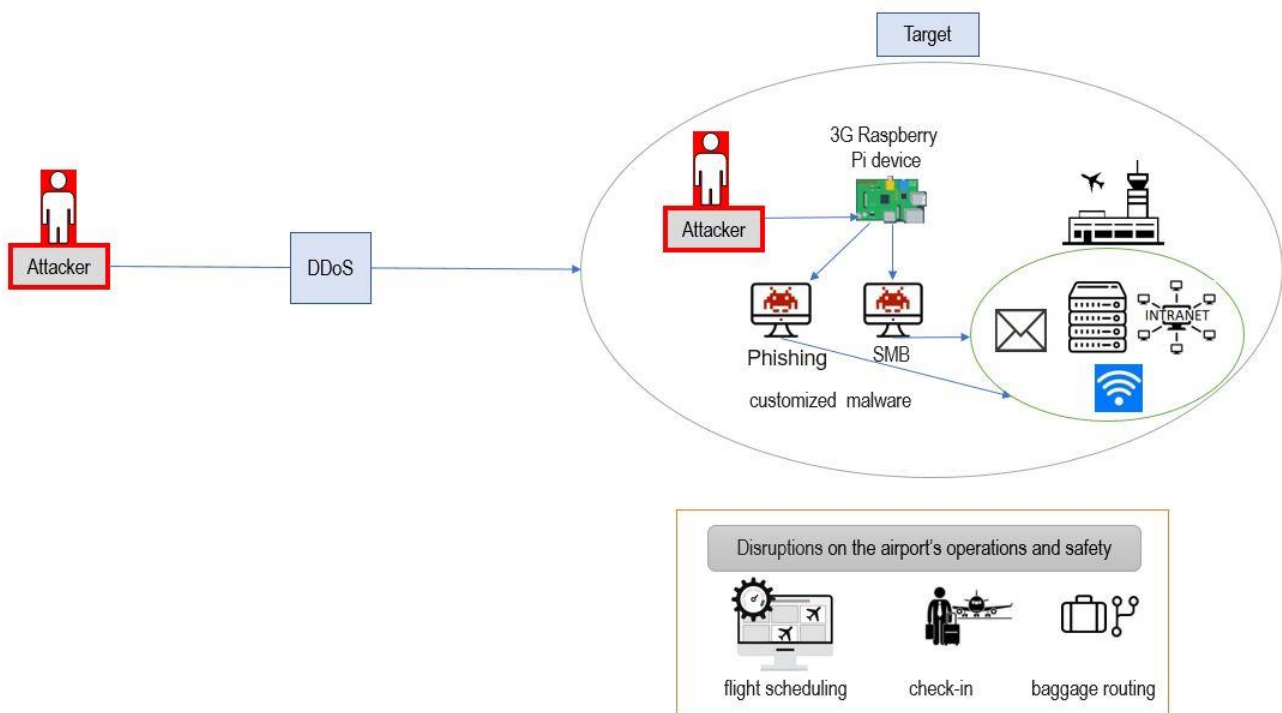 Target
3G Raspberry
Pi device
Attacker
Attacker
DDoS
INTRANET
Phishing
SMB
customized malware
Disruptions on the airport's operations and safety
flight scheduling
check-in
baggage routing